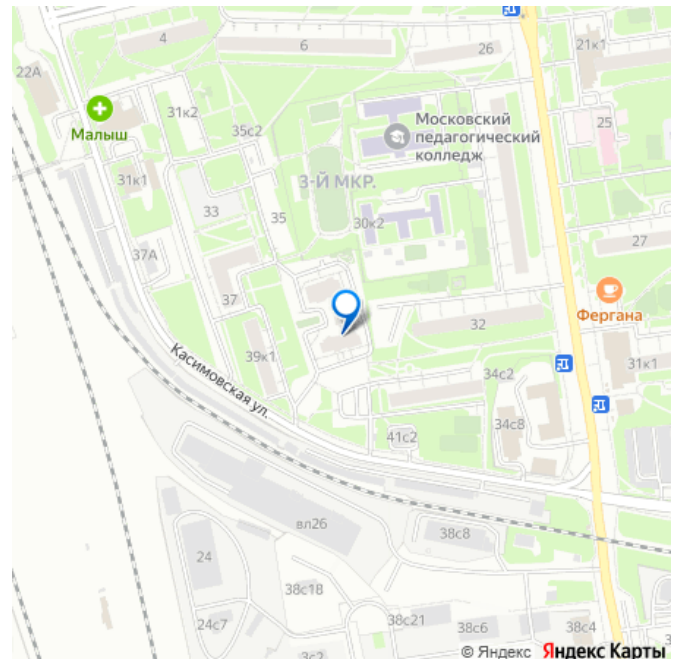 4
6
26
21к1
22А
Малыш
31к2
35с2
Московский
педагогический
колледж
25
31к1
3-Й МКР.
33
35
30к2
27
37А
37
Фергана
32
39к1
31к1
34с2
Касимовская ул.
41с2
34с8
вл26
38с8
24
38с18
24с7
38с21
38с6
38с4
3
3с2
© Яндекс
Яндекс Карты